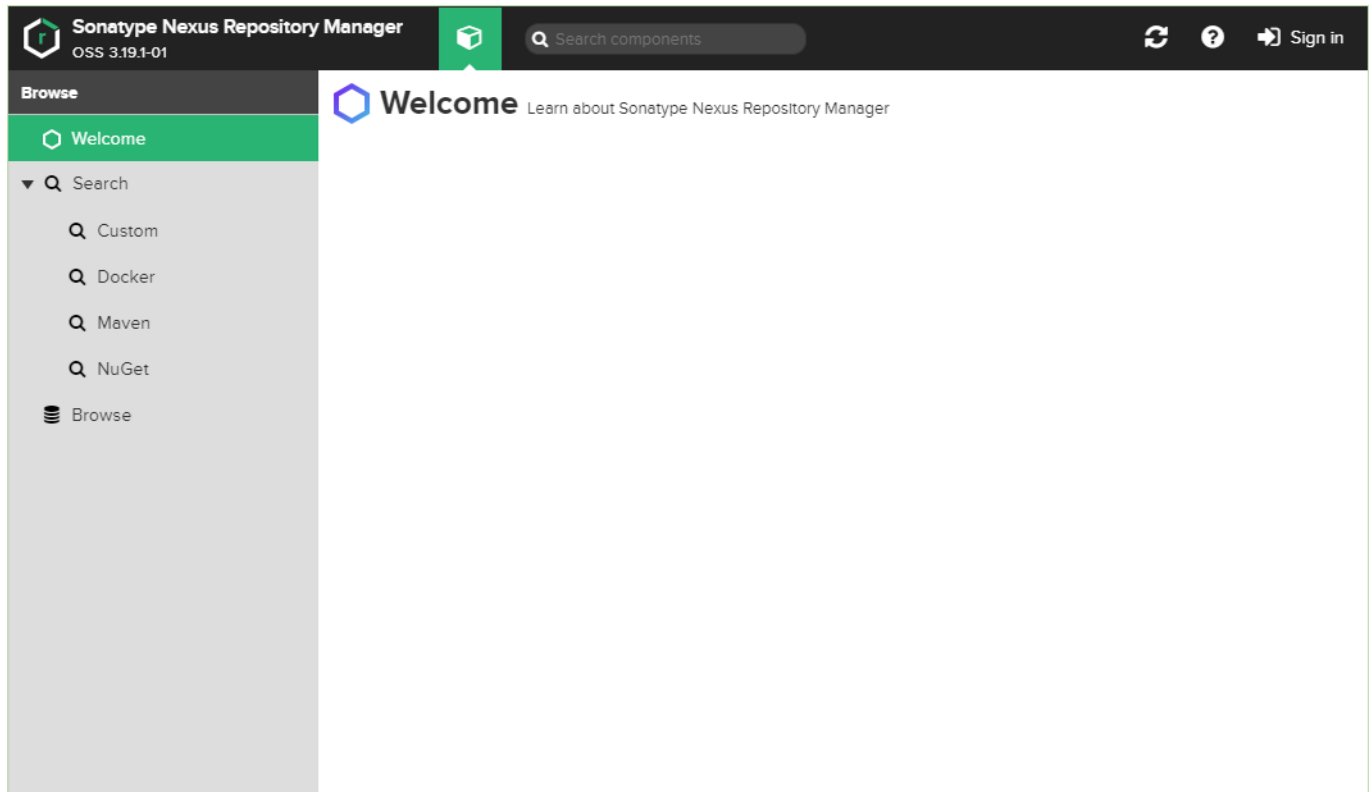 Sonatype Nexus Repository Manager
OSS 3.19.1-01
Search components
Sign in
Browse
Welcome
Search
Custom
Docker
Maven
NuGet
Browse
Welcome Learn about Sonatype Nexus Repository Manager